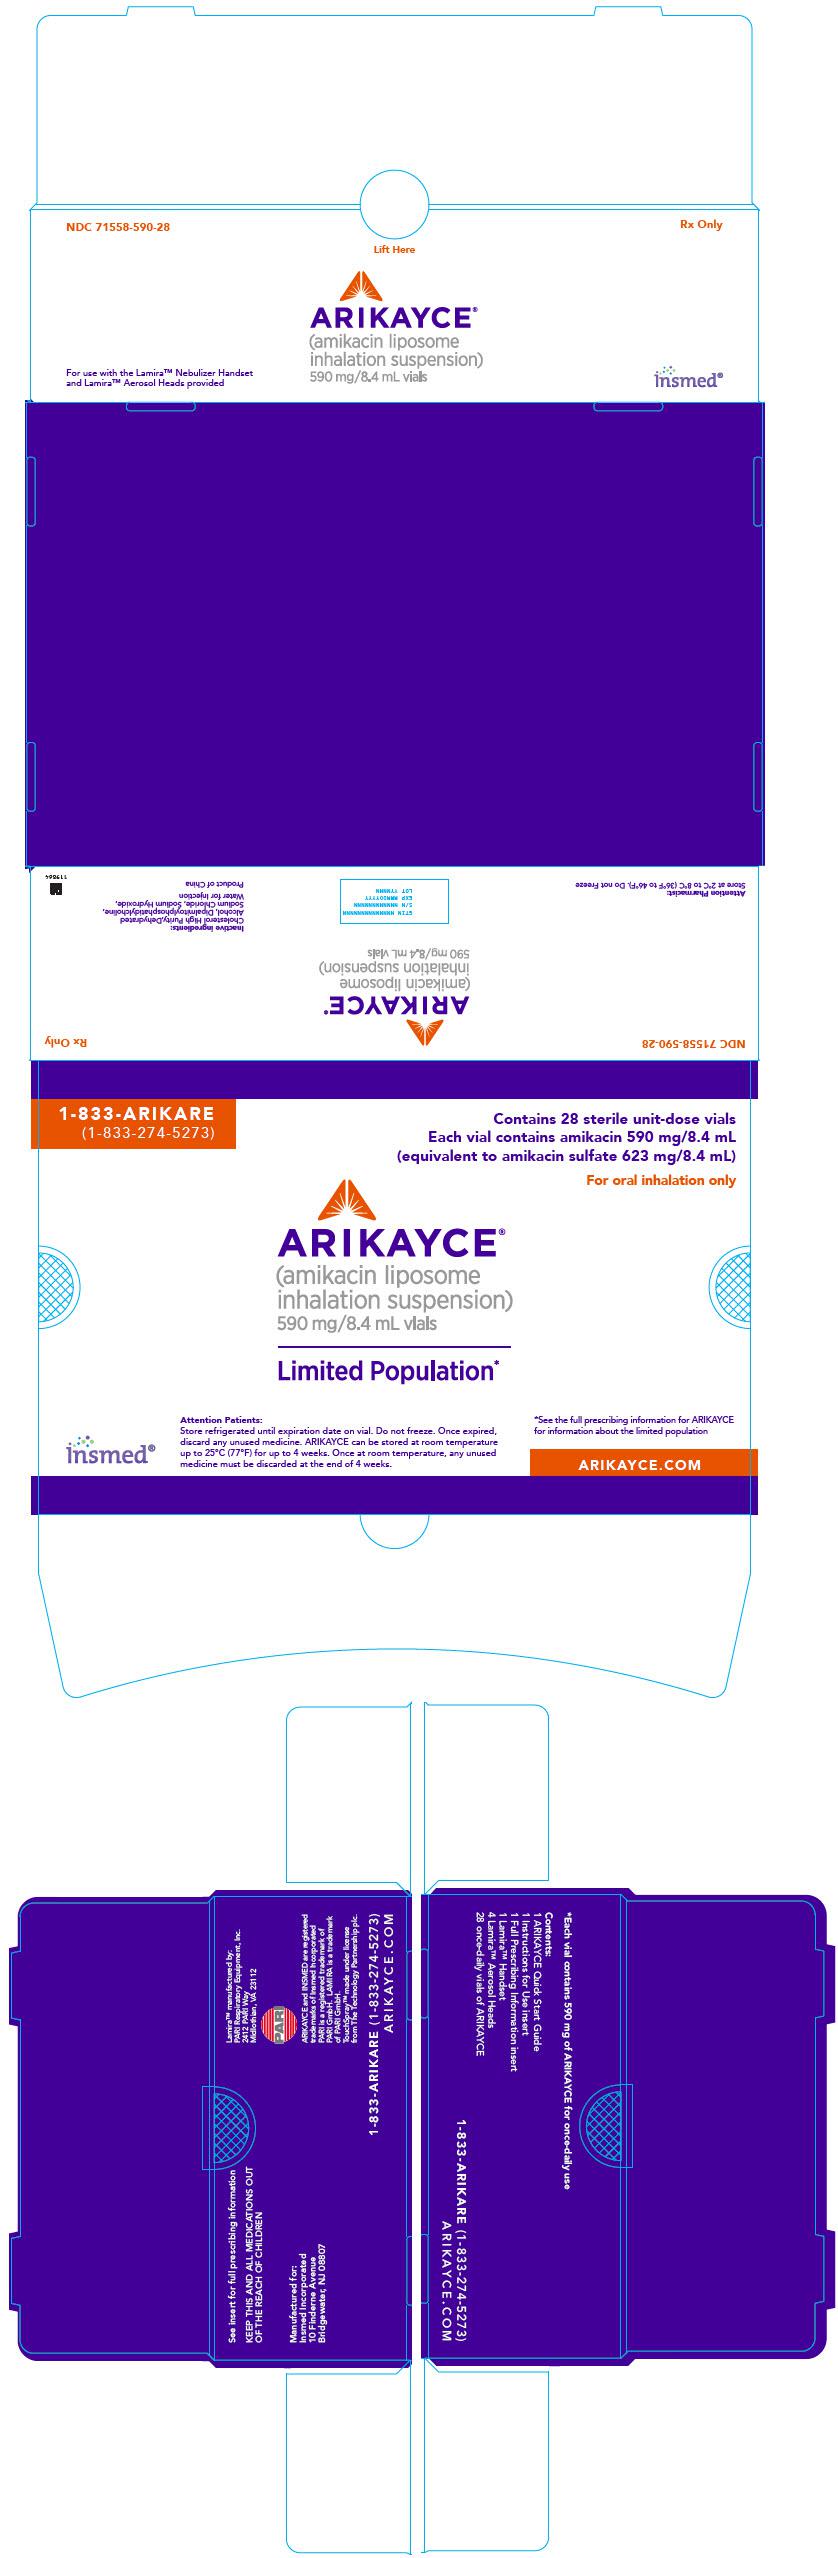 NDC 71558-590-28
Rx Only
Lift Here
ARIKAYCE®
(amikacin liposome
inhalation suspension)
590 mg/8.4 mL vials
For use with the Lamira™ Nebulizer Handset
and Lamira™ Aerosol Heads provided
insmed®
NDC 71558-590-28
Rx Only
ARIKAYCE®
(amikacin liposome
inhalation suspension)
590 mg/8.4 mL vials
Attention Pharmacist:
Store at 2°C to 8°C (36°F to 46°F). Do not Freeze
GTIN NNNNNNNNNNNNNN
S/N NNNNNNNNNNNN
EXP MMMDDYYYY
LOT YYNNN
Inactive ingredients:
Cholesterol High Purity,Dehydrated
Alcohol, Dipalmitoylphosphatidylcholine,
Sodium Chloride, Sodium Hydroxide,
Water for Injection
Product of China
119864
1-833-ARIKARE
(1-833-274-5273)
Contains 28 sterile unit-dose vials
Each vial contains amikacin 590 mg/8.4 mL
(equivalent to amikacin sulfate 623 mg/8.4 mL)
For oral inhalation only
ARIKAYCE®
(amikacin liposome
inhalation suspension)
590 mg/8.4 mL vials
Limited Population*
insmed®
Attention Patients:
Store refrigerated until expiration date on vial. Do not freeze. Once expired,
discard any unused medicine. ARIKAYCE can be stored at room temperature
up to 25°C (77°F) for up to 4 weeks. Once at room temperature, any unused
medicine must be discarded at the end of 4 weeks.
*See the full prescribing information for ARIKAYCE
for information about the limited population
ARIKAYCE.COM
Lamira™ manufactured by:
PARI Respiratory Equipment, Inc.
2412 PARI Way
Midlothian, VA 23112
PARI
ARIKAYCE and INSMED are registered
trademarks of Insmed Incorporated
PARI is a registered trademark of
PARI GmbH. LAMIRA is a trademark
of PARI GmbH.
TouchSpray™ made under license
from The Technology Partnership plc.
1-833-ARIKARE (1-833-274-5273)
ARIKAYCE.COM
See insert for full prescribing information
KEEP THIS AND ALL MEDICATIONS OUT
OF THE REACH OF CHILDREN
Manufactured for:
Insmed Incorporated
10 Finderne Avenue
Bridgewater, NJ 08807
*Each vial contains 590 mg of ARIKAYCE for once-daily use
Contents:
1 ARIKAYCE Quick Start Guide
1 Instructions for Use insert
1 Full Prescribing Information insert
1 Lamira™ Handset
4 Lamira™ Aerosol Heads
28 once-daily vials of ARIKAYCE
1-833-ARIKARE (1-833-274-5273)
ARIKAYCE.COM